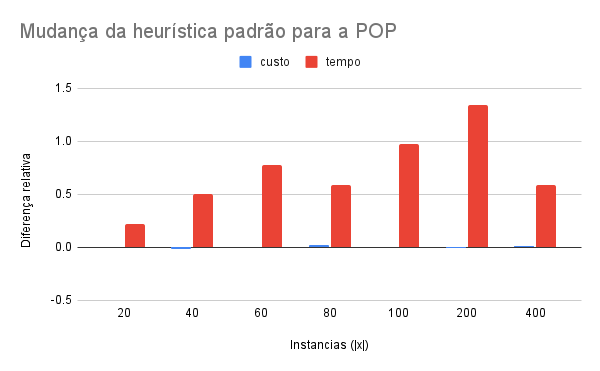 Mudança da heurística padrão para a POP
custo tempo
Diferença relativa
1.5
1.0
0.5
0.0
-0.5
20 40 60 80 100 200 400
Instancias (|x|)